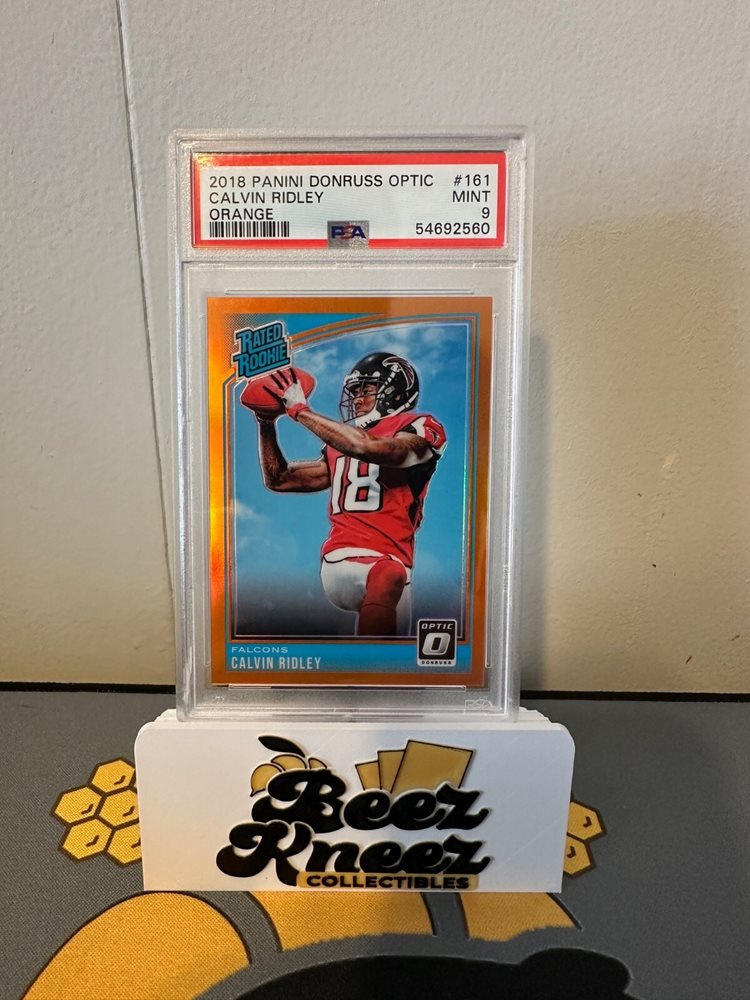 2018 PANINI DONRUSS OPTIC #161
CALVIN RIDLEY MINT
ORANGE 9
PSA 54692560
RATED
ROOKIE
18
FALCONS
CALVIN RIDLEY
OPTIC
DONRUSS
PSA
Beez
Kneez
COLLECTIBLES